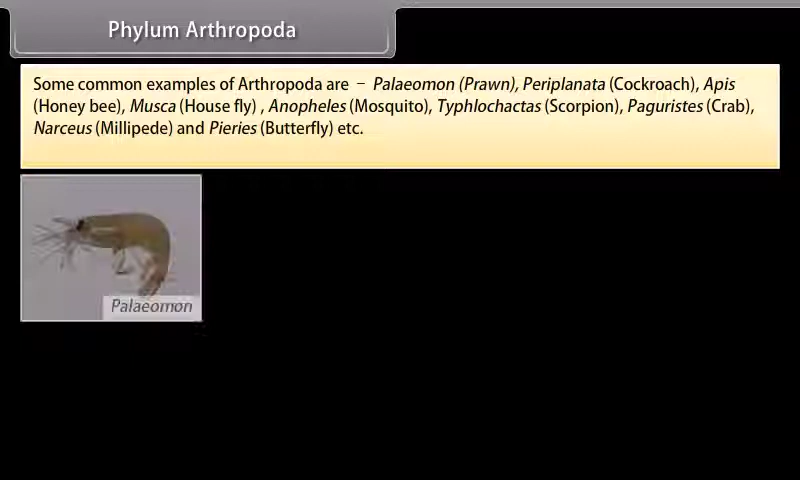 Phylum Arthropoda
Some common examples of Arthropoda are – Palaeomon (Prawn), Periplanata (Cockroach), Apis
(Honey bee), Musca (House fly) , Anopheles (Mosquito), Typhlochactas (Scorpion), Paguristes (Crab),
Narceus (Millipede) and Pieries (Butterfly) etc.
Palaeomon